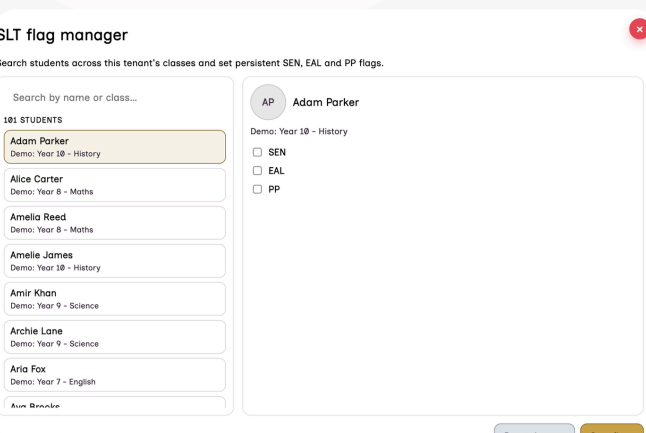 SLT flag manager
Search students across this tenant's classes and set persistent SEN, EAL and PP flags.
Search by name or class...
101 STUDENTS
Adam Parker
Demo: Year 10 - History
Alice Carter
Demo: Year 8 - Maths
Amelia Reed
Demo: Year 8 - Maths
Amelie James
Demo: Year 10 - History
Amir Khan
Demo: Year 9 - Science
Archie Lane
Demo: Year 9 - Science
Aria Fox
Demo: Year 7 - English
Ava Brooks
AP
Adam Parker
Demo: Year 10 - History
SEN
EAL
PP